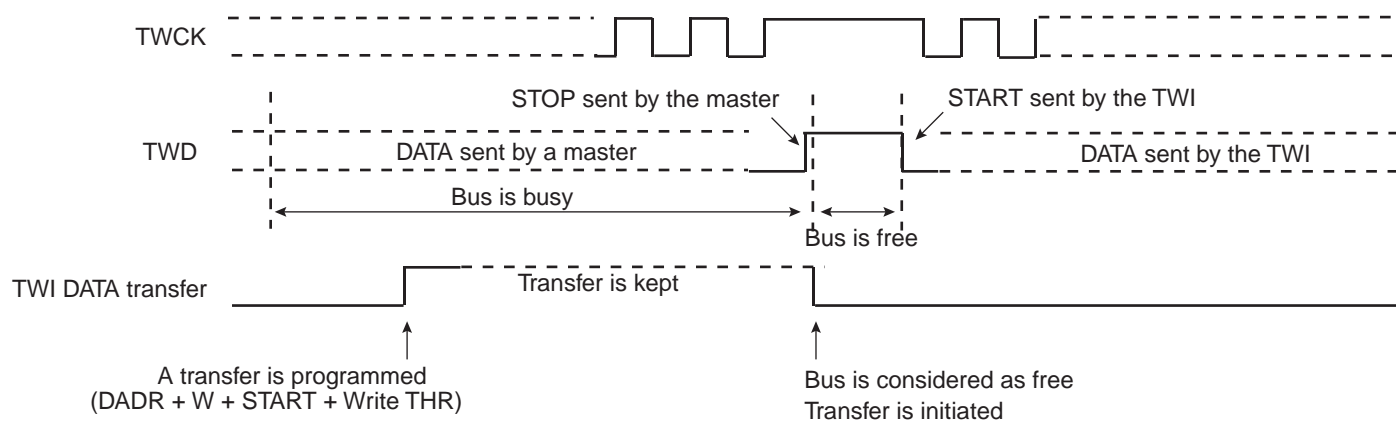 TWCK
STOP sent by the master
START sent by the TWI
TWD
DATA sent by a master
DATA sent by the TWI
Bus is busy
Bus is free
TWI DATA transfer
Transfer is kept
A transfer is programmed
(DADR + W + START + Write THR)
Bus is considered as free
Transfer is initiated